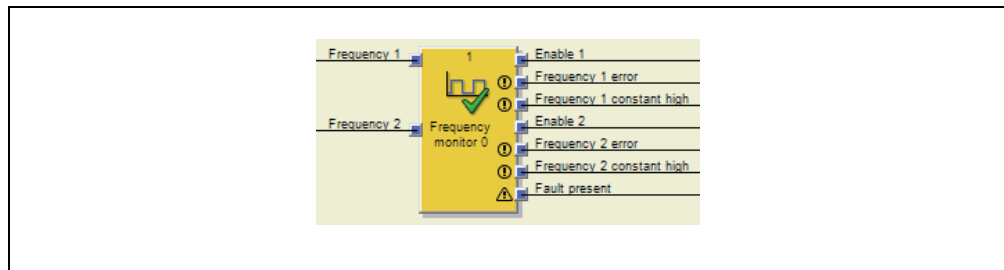 Frequency 1
1
Enable 1
Frequency 1 error
Frequency 1 constant high
Frequency 2
Frequency
monitor 0
Enable 2
Frequency 2 error
Frequency 2 constant high
Fault present